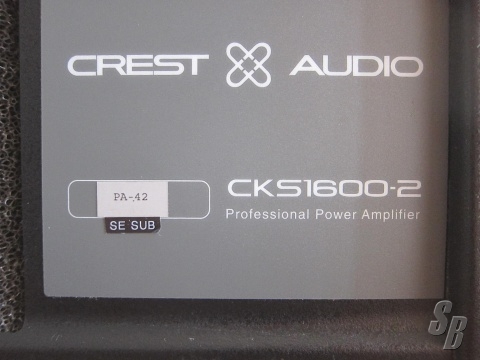 CREST AUDIO
PA-42
SE SUB
CKS1600-2
Professional Power Amplifier
SB